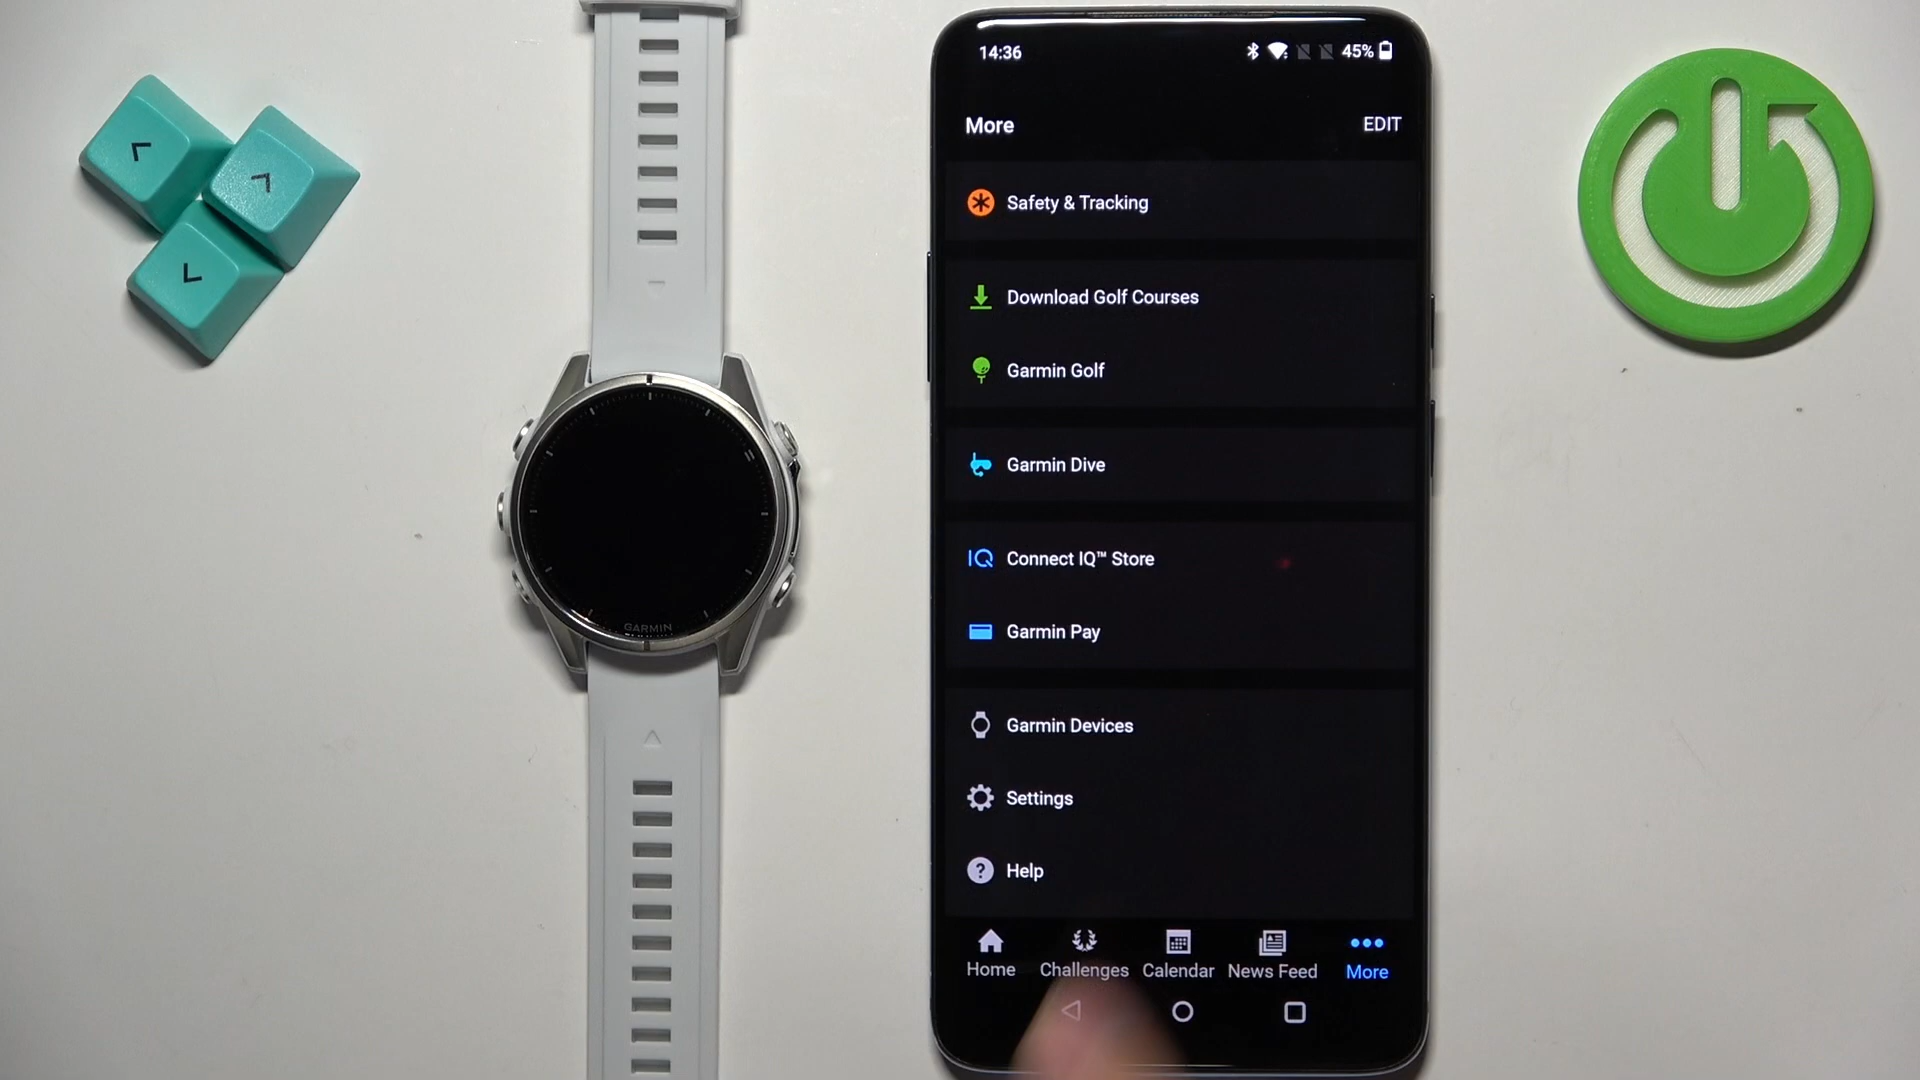 14:36
45%
More
EDIT
Safety & Tracking
Download Golf Courses
Garmin Golf
Garmin Dive
Connect IQ™ Store
Garmin Pay
Garmin Devices
Settings
Help
Home
Challenges
Calendar
News Feed
More
GARMIN